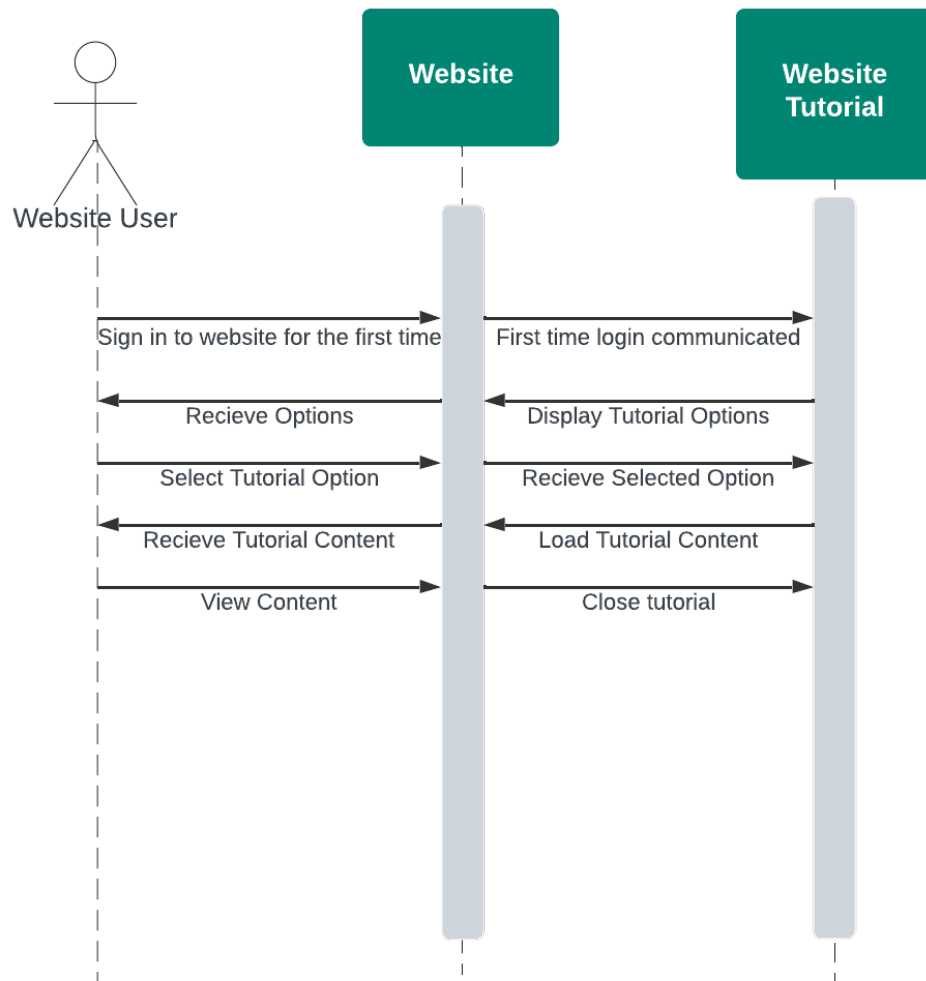 Website
Website
Tutorial
Website User
Sign in to website for the first time
First time login communicated
Recieve Options
Display Tutorial Options
Select Tutorial Option
Recieve Selected Option
Recieve Tutorial Content
Load Tutorial Content
View Content
Close tutorial